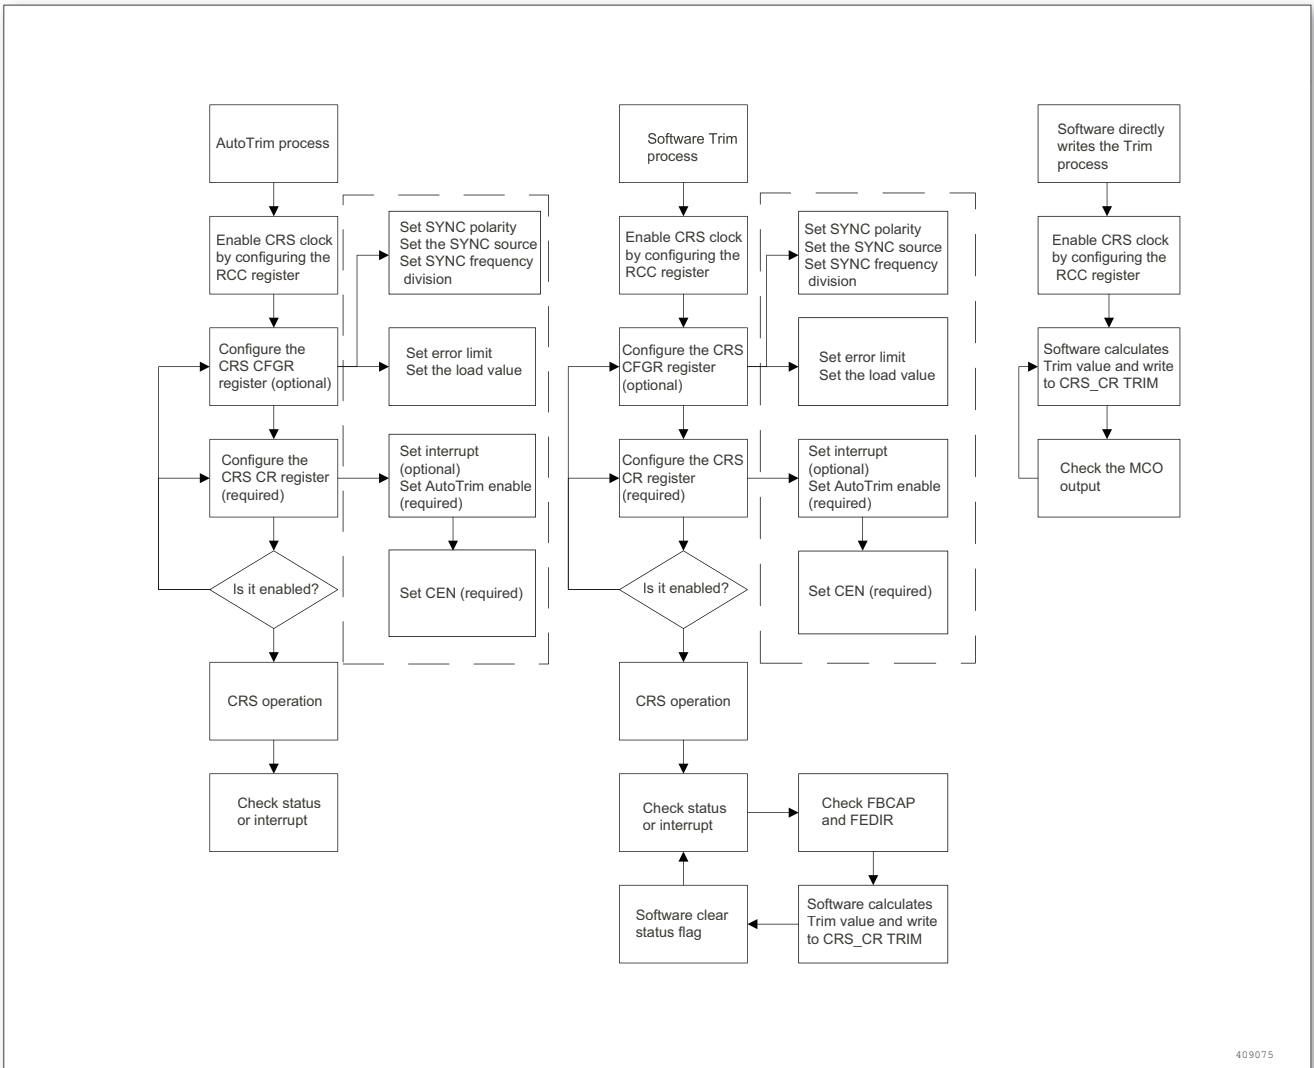 AutoTrim process
Enable CRS clock
by configuring the
RCC register
Configure the
CRS CFGR
register (optional)
Configure the
CRS CR register
(required)
Is it enabled?
CRS operation
Check status
or interrupt
Set SYNC polarity
Set the SYNC source
Set SYNC frequency
division
Set error limit
Set the load value
Set interrupt
(optional)
Set AutoTrim enable
(required)
Set CEN (required)
Software Trim
process
Enable CRS clock
by configuring the
RCC register
Configure the CRS
CFGR register
(optional)
Configure the CRS
CR register
(required)
Is it enabled?
CRS operation
Check status
or interrupt
Software clear
status flag
Set SYNC polarity
Set the SYNC source
Set SYNC frequency
division
Set error limit
Set the load value
Set interrupt
(optional)
Set AutoTrim enable
(required)
Set CEN (required)
Check FBCAP
and FEDIR
Software calculates
Trim value and write
to CRS_CR TRIM
Software directly
writes the Trim
process
Enable CRS clock
by configuring the
RCC register
Software calculates
Trim value and write
to CRS_CR TRIM
Check the MCO
output
409075